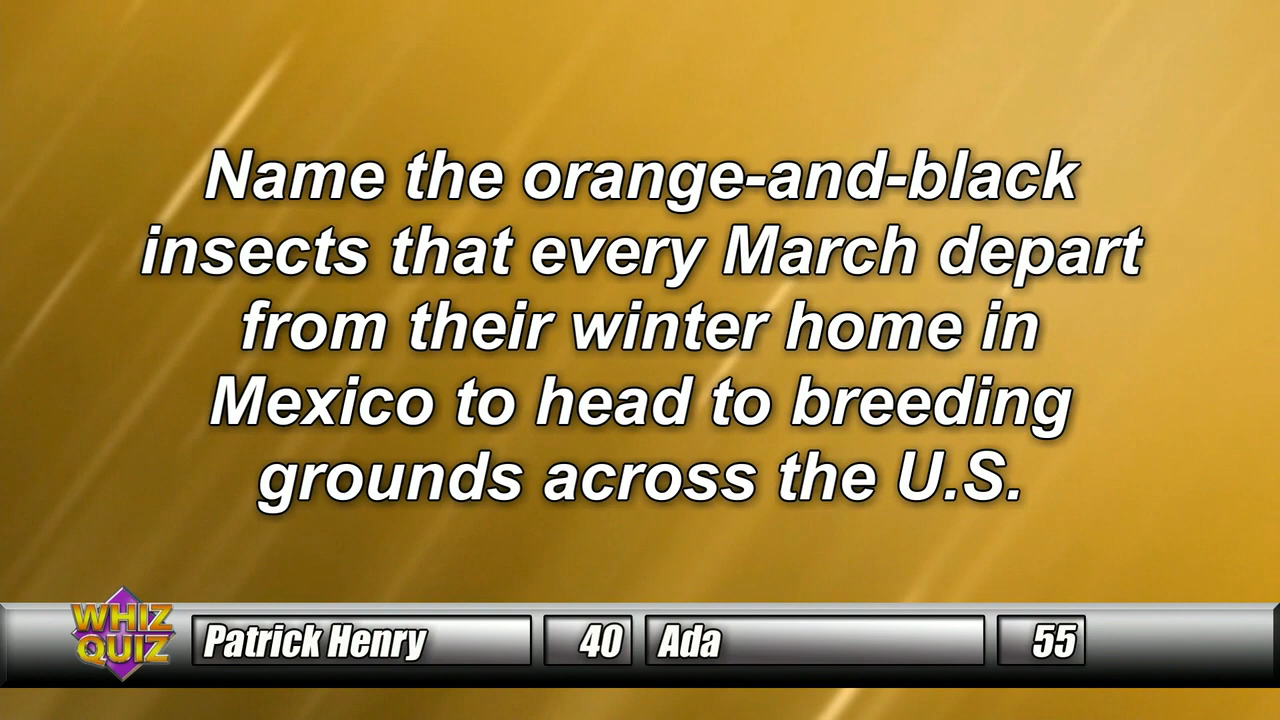 Name the orange-and-black
insects that every March depart
from their winter home in
Mexico to head to breeding
grounds across the U.S.
WHIZ
QUIZ
Patrick Henry 40 Ada 55